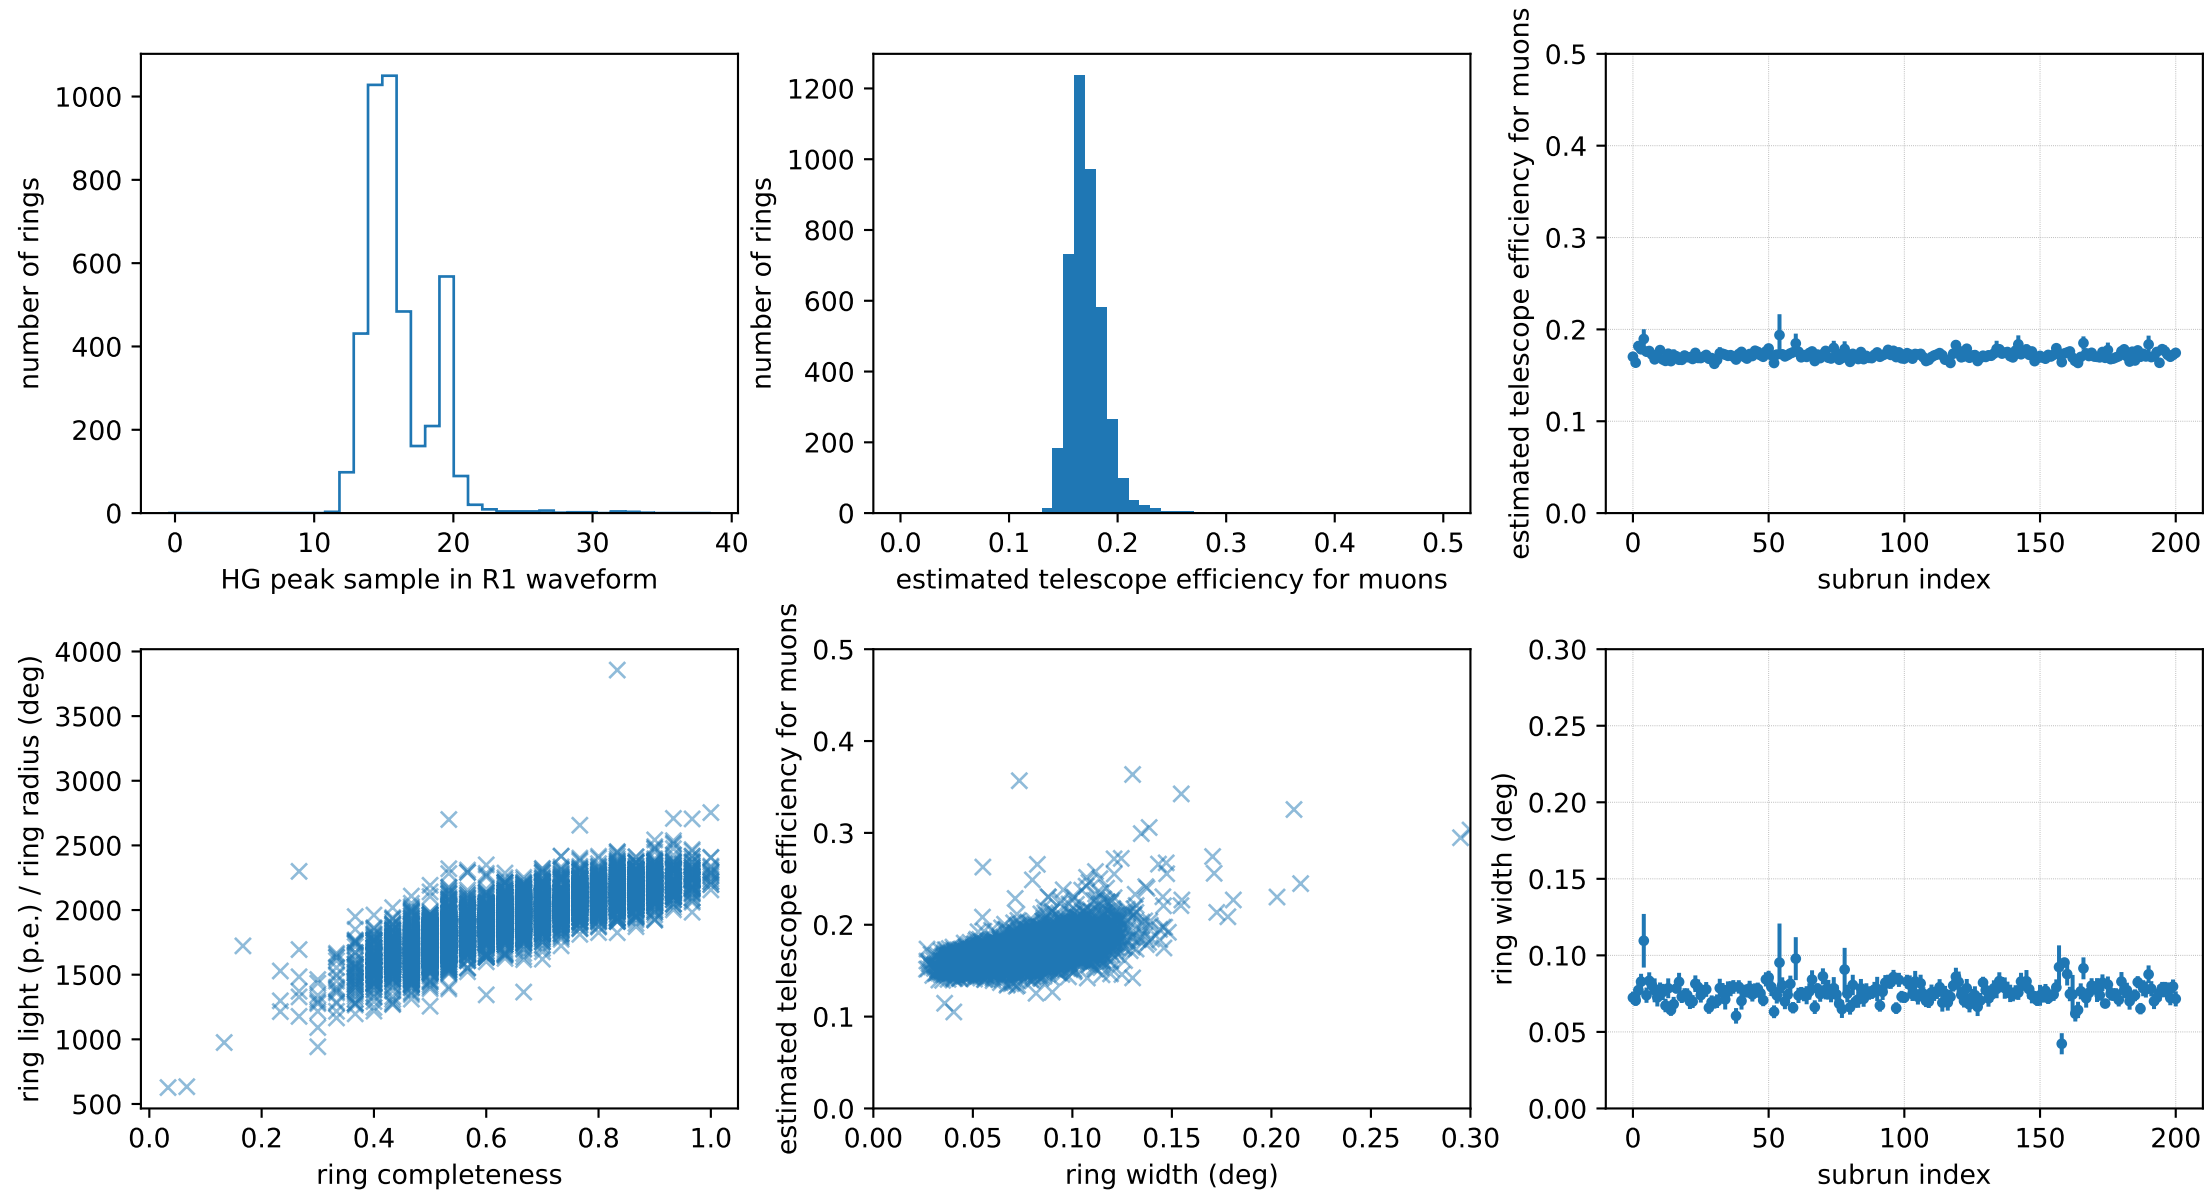 number of rings
1000
800
600
400
200
0
0 10 20 30 40
HG peak sample in R1 waveform
number of rings
1200
1000
800
600
400
200
0
0.0 0.1 0.2 0.3 0.4 0.5
estimated telescope efficiency for muons
estimated telescope efficiency for muons
0.5
0.4
0.3
0.2
0.1
0.0
0 50 100 150 200
subrun index
ring light (p.e.) / ring radius (deg)
4000
3500
3000
2500
2000
1500
1000
500
0.0 0.2 0.4 0.6 0.8 1.0
ring completeness
estimated telescope efficiency for muons
0.5
0.4
0.3
0.2
0.1
0.0
0.00 0.05 0.10 0.15 0.20 0.25 0.30
ring width (deg)
ring width (deg)
0.30
0.25
0.20
0.15
0.10
0.05
0.00
0 50 100 150 200
subrun index